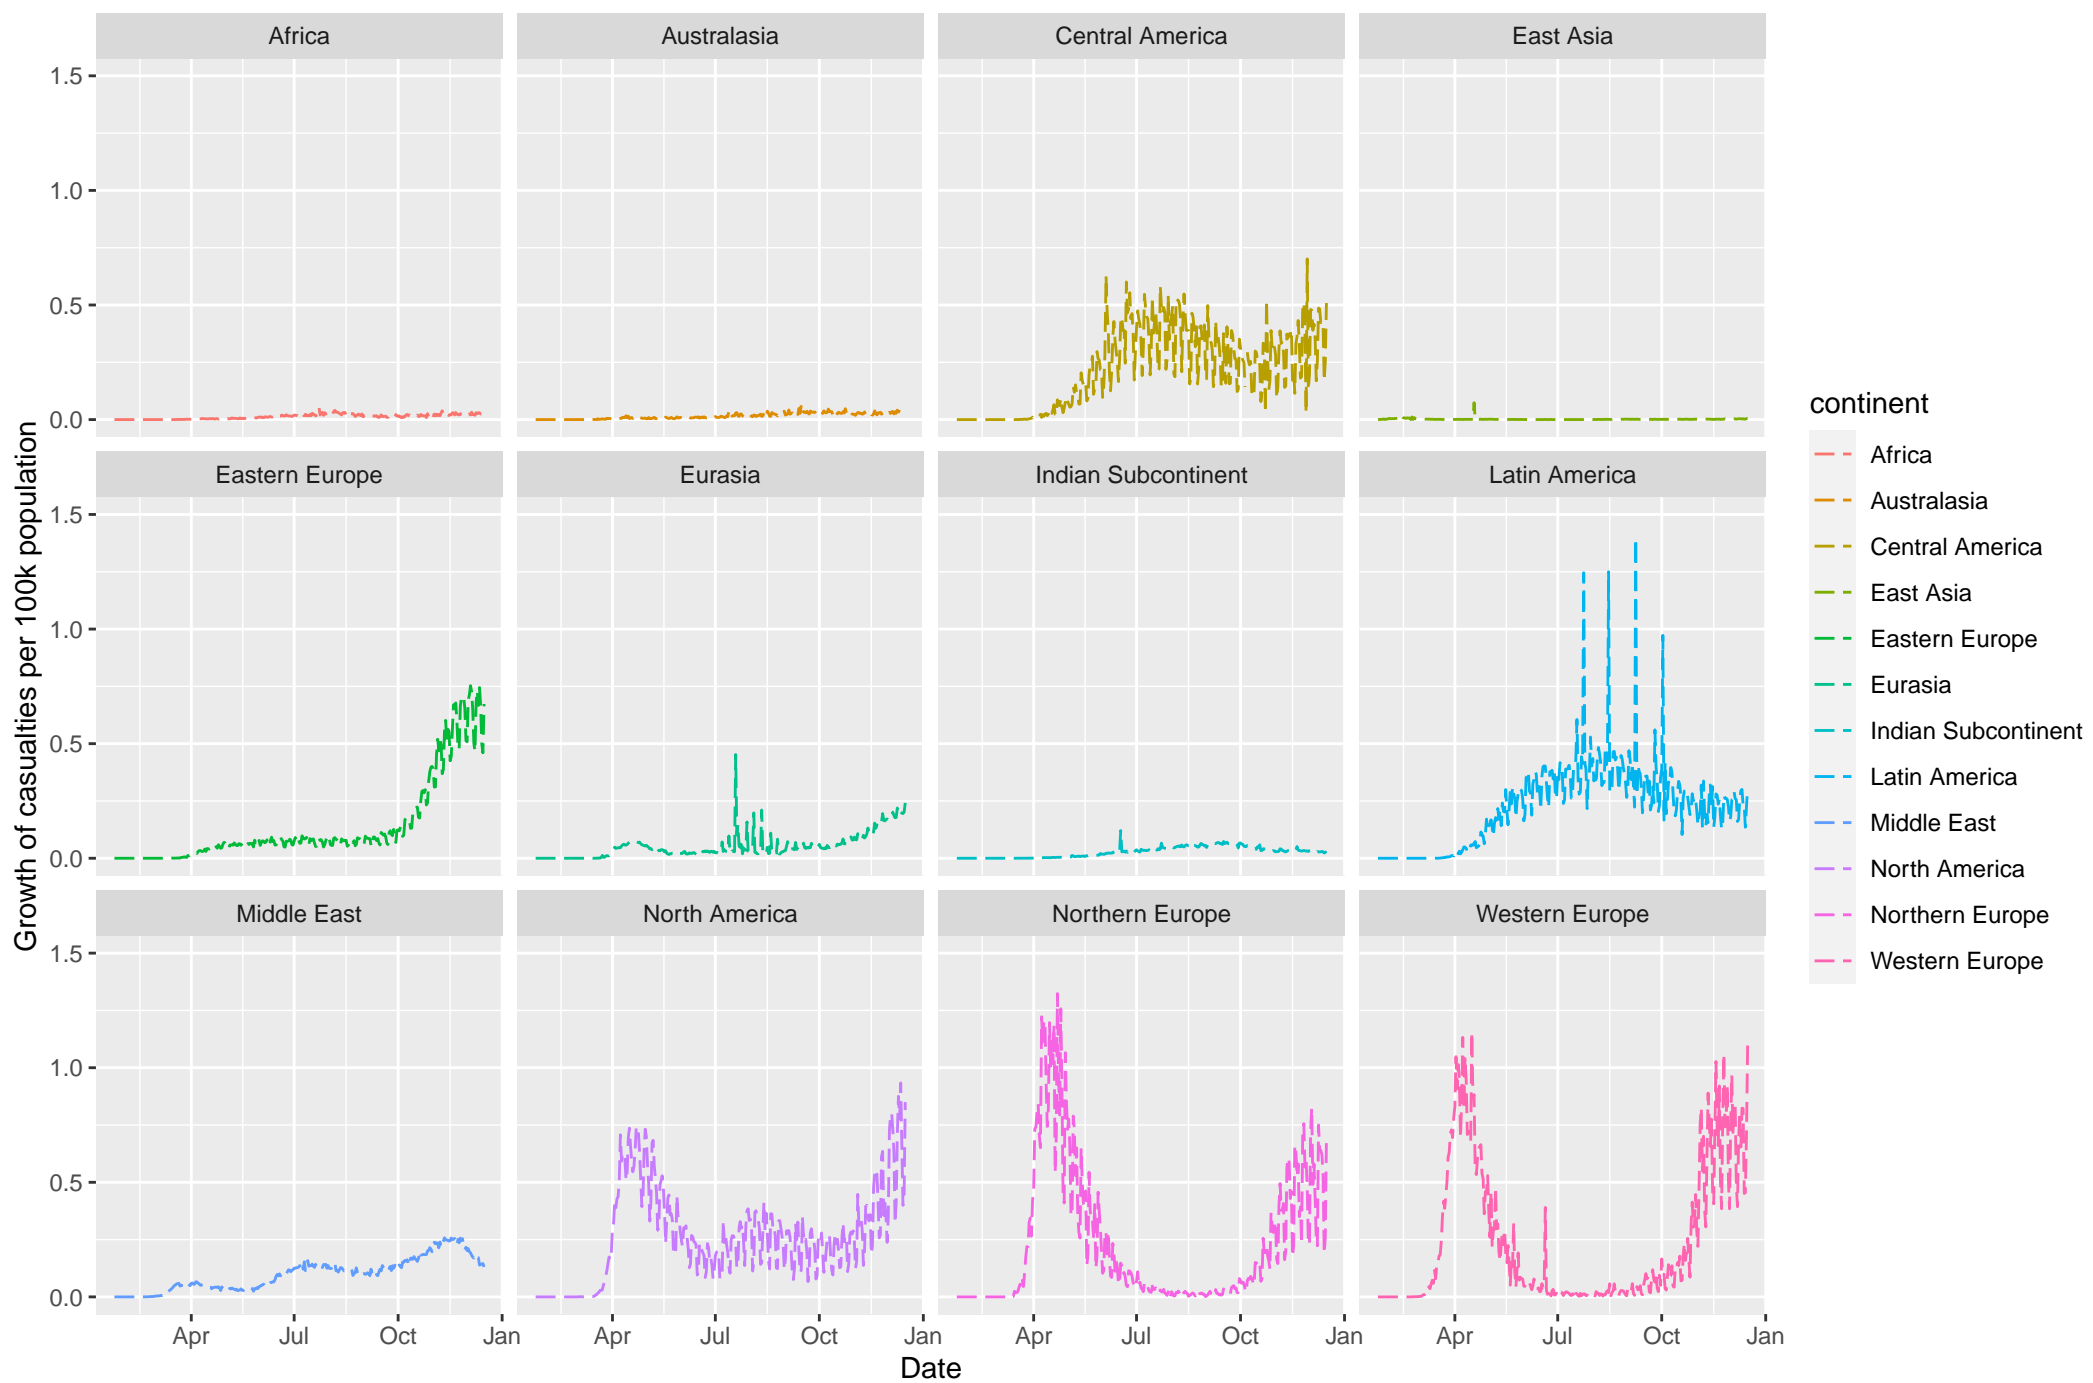 Africa
Australasia
Central America
East Asia
1.5
1.0
0.5
0.0
Eastern Europe
Eurasia
Indian Subcontinent
Latin America
1.5
1.0
0.5
0.0
Middle East
North America
Northern Europe
Western Europe
1.5
1.0
0.5
0.0
Apr Jul Oct Jan
Apr Jul Oct Jan
Apr Jul Oct Jan
Apr Jul Oct Jan
Date
Growth of casualties per 100k population
continent
Africa
Australasia
Central America
East Asia
Eastern Europe
Eurasia
Indian Subcontinent
Latin America
Middle East
North America
Northern Europe
Western Europe